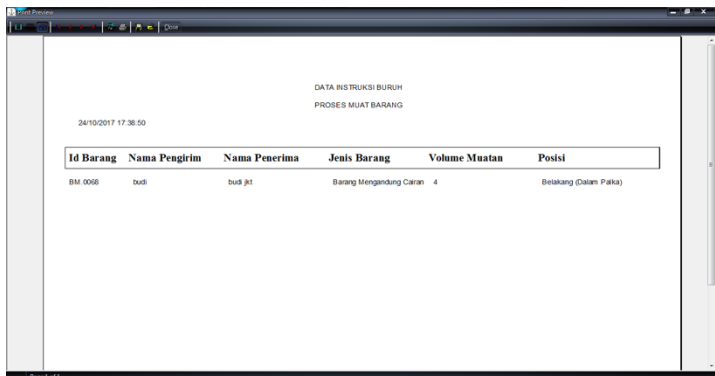 Print Preview
Close
DATA INSTRUKSI BURUH
PROSES MUAT BARANG
24/10/2017 17:38:50
Id Barang Nama Pengirim Nama Penerima Jenis Barang Volume Muatan Posisi
BM.0068 budi budi jkt Barang Mengandung Cairan 4 Belakang (Dalam Palka)